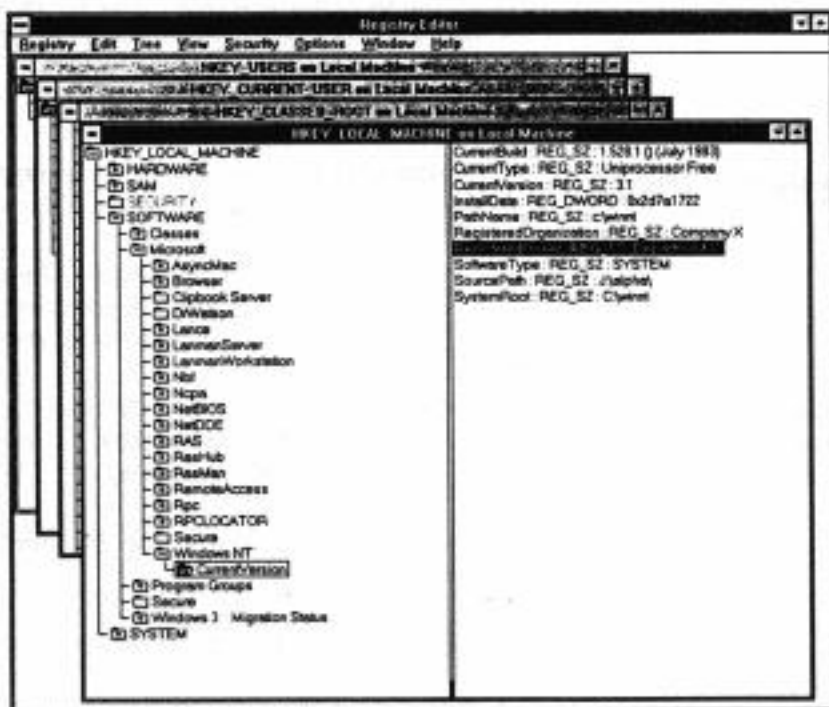 Registry Editor
Registry Edit Tree View Security Options Window Help
HKEY_USERS on Local Machine
HKEY_CURRENT_USER on Local Machine
HKEY_CLASSES_ROOT on Local Machine
HKEY_LOCAL_MACHINE on Local Machine
HKEY_LOCAL_MACHINE
HARDWARE
SAM
SECURITY
SOFTWARE
Classes
Microsoft
AsyncMac
Browser
Clipbook Server
DrWatson
Lance
LanmanServer
LanmanWorkstation
Nbf
Ncpa
NetBIOS
NetDDE
RAS
RasHub
RasMan
RemoteAccess
Rpc
RPCLOCATOR
Secure
Windows NT
CurrentVersion
Program Groups
Secure
Windows 3 Migration Status
SYSTEM
CurrentBuild : REG_SZ : 1.528.1 () (July 1993)
CurrentType : REG_SZ : Uniprocessor Free
CurrentVersion : REG_SZ : 3.1
InstallDate : REG_DWORD : 0x2d7a1722
PathName : REG_SZ : c:\winnt
RegisteredOrganization : REG_SZ : Company X
SoftwareType : REG_SZ : SYSTEM
SourcePath : REG_SZ : J:\alpha\
SystemRoot : REG_SZ : C:\winnt